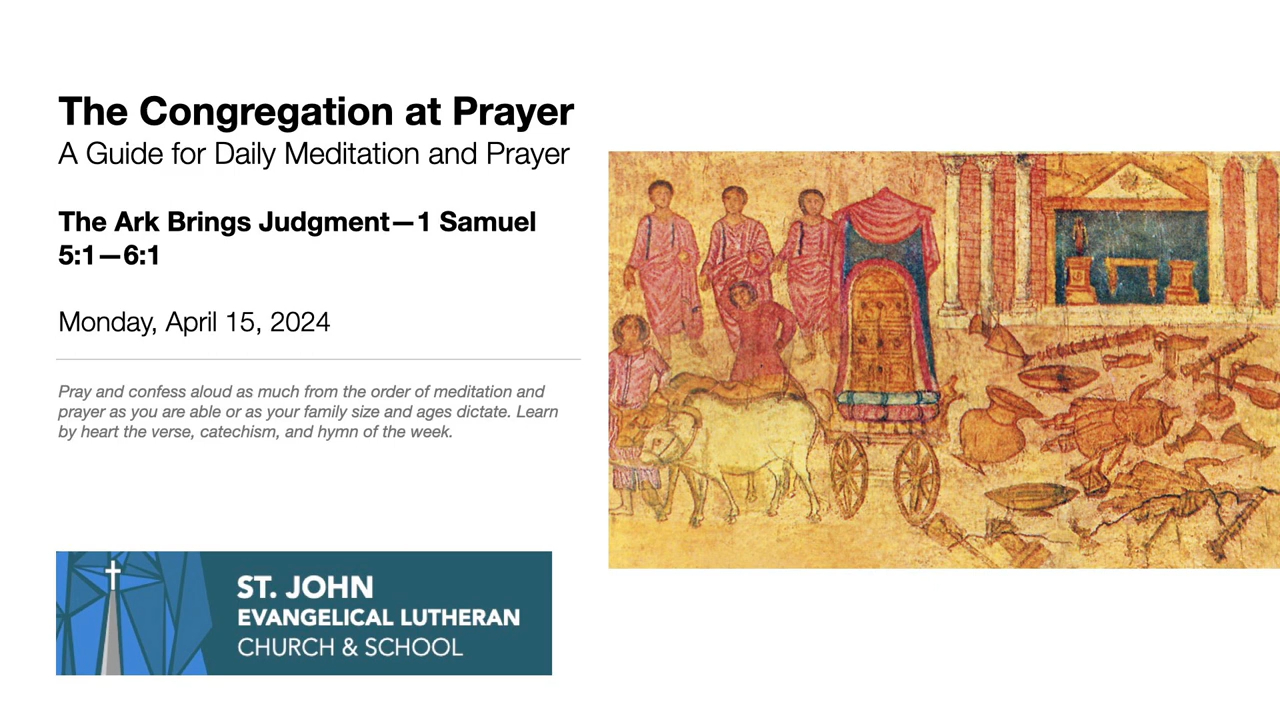 The Congregation at Prayer
A Guide for Daily Meditation and Prayer
The Ark Brings Judgment—1 Samuel
5:1—6:1
Monday, April 15, 2024
Pray and confess aloud as much from the order of meditation and
prayer as you are able or as your family size and ages dictate. Learn
by heart the verse, catechism, and hymn of the week.
ST. JOHN
EVANGELICAL LUTHERAN
CHURCH & SCHOOL